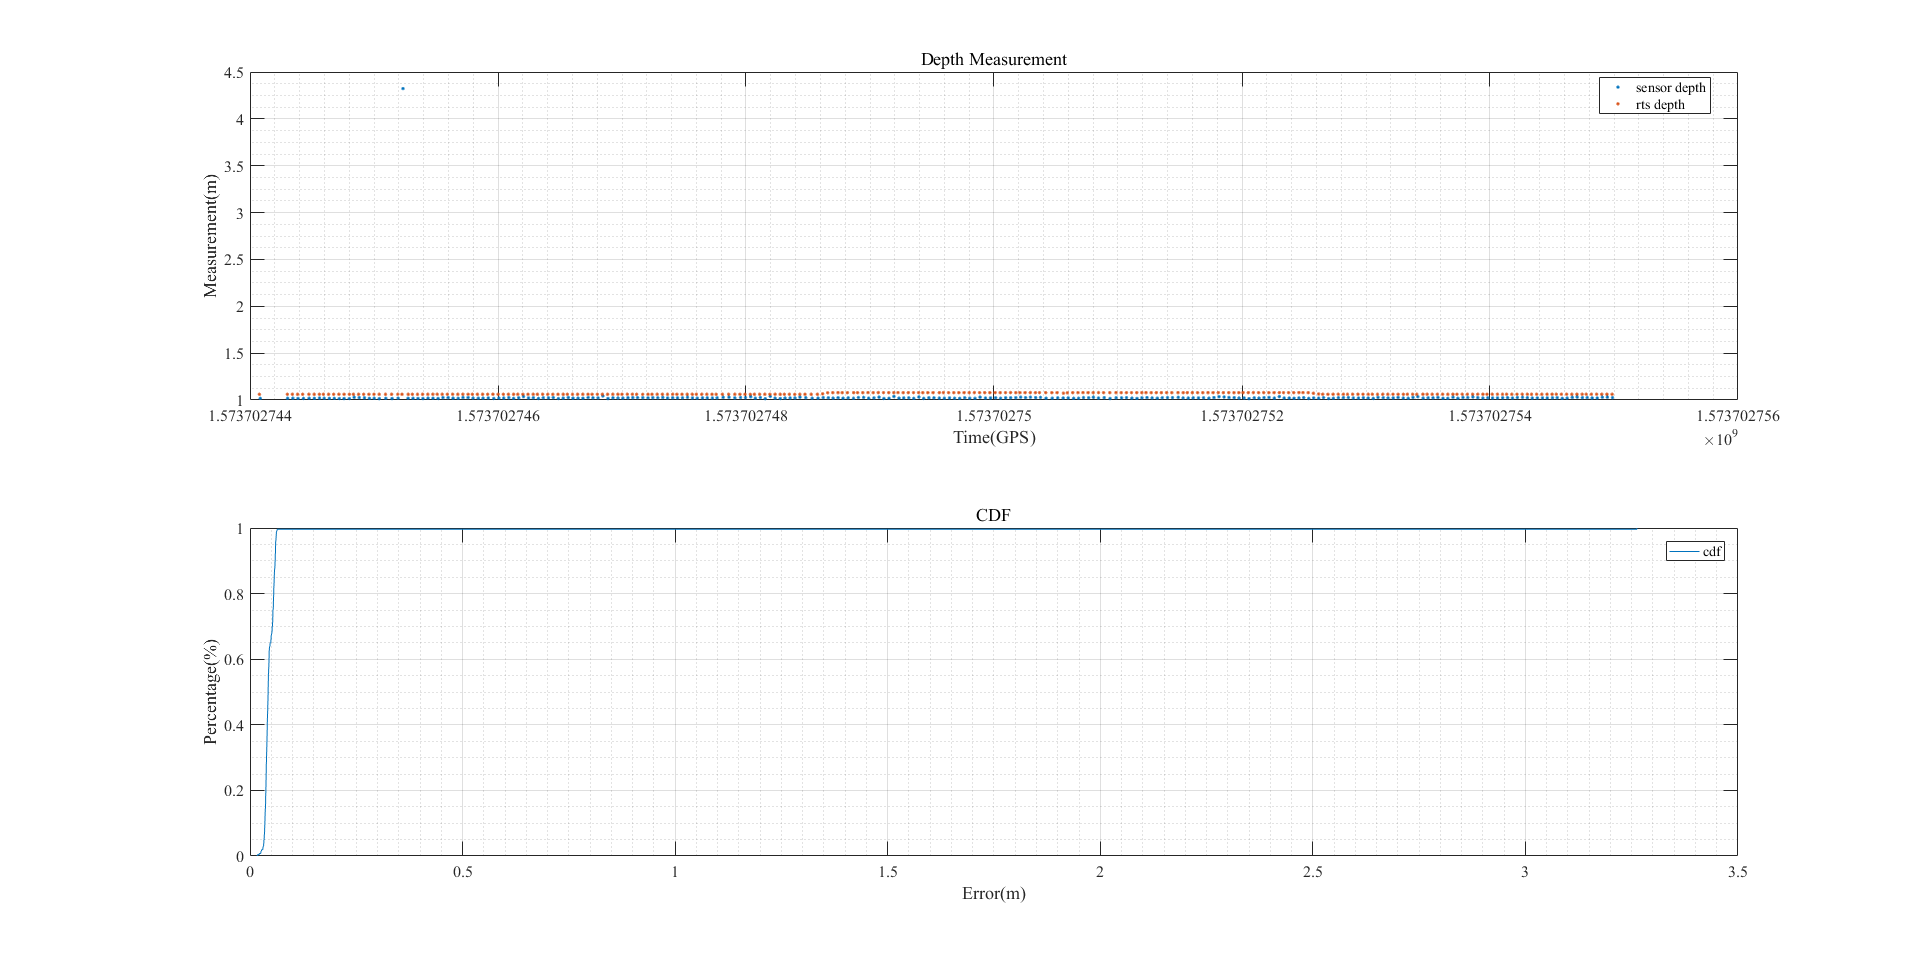 Depth Measurement
4.5
4
3.5
3
2.5
2
1.5
1
Measurement(m)
sensor depth
rts depth
1.573702744 1.573702746 1.573702748 1.573702775 1.573702752 1.573702754 1.573702756
Time(GPS)
×10^9
CDF
1
0.8
0.6
0.4
0.2
0
Percentage(%)
cdf
0 0.5 1 1.5 2 2.5 3 3.5
Error(m)